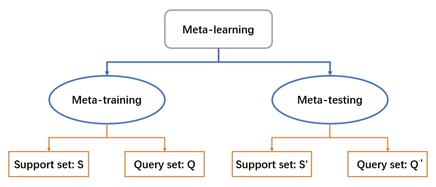 Meta-learning
Meta-training
Meta-testing
Support set: S
Query set: Q
Support set: S'
Query set: Q'